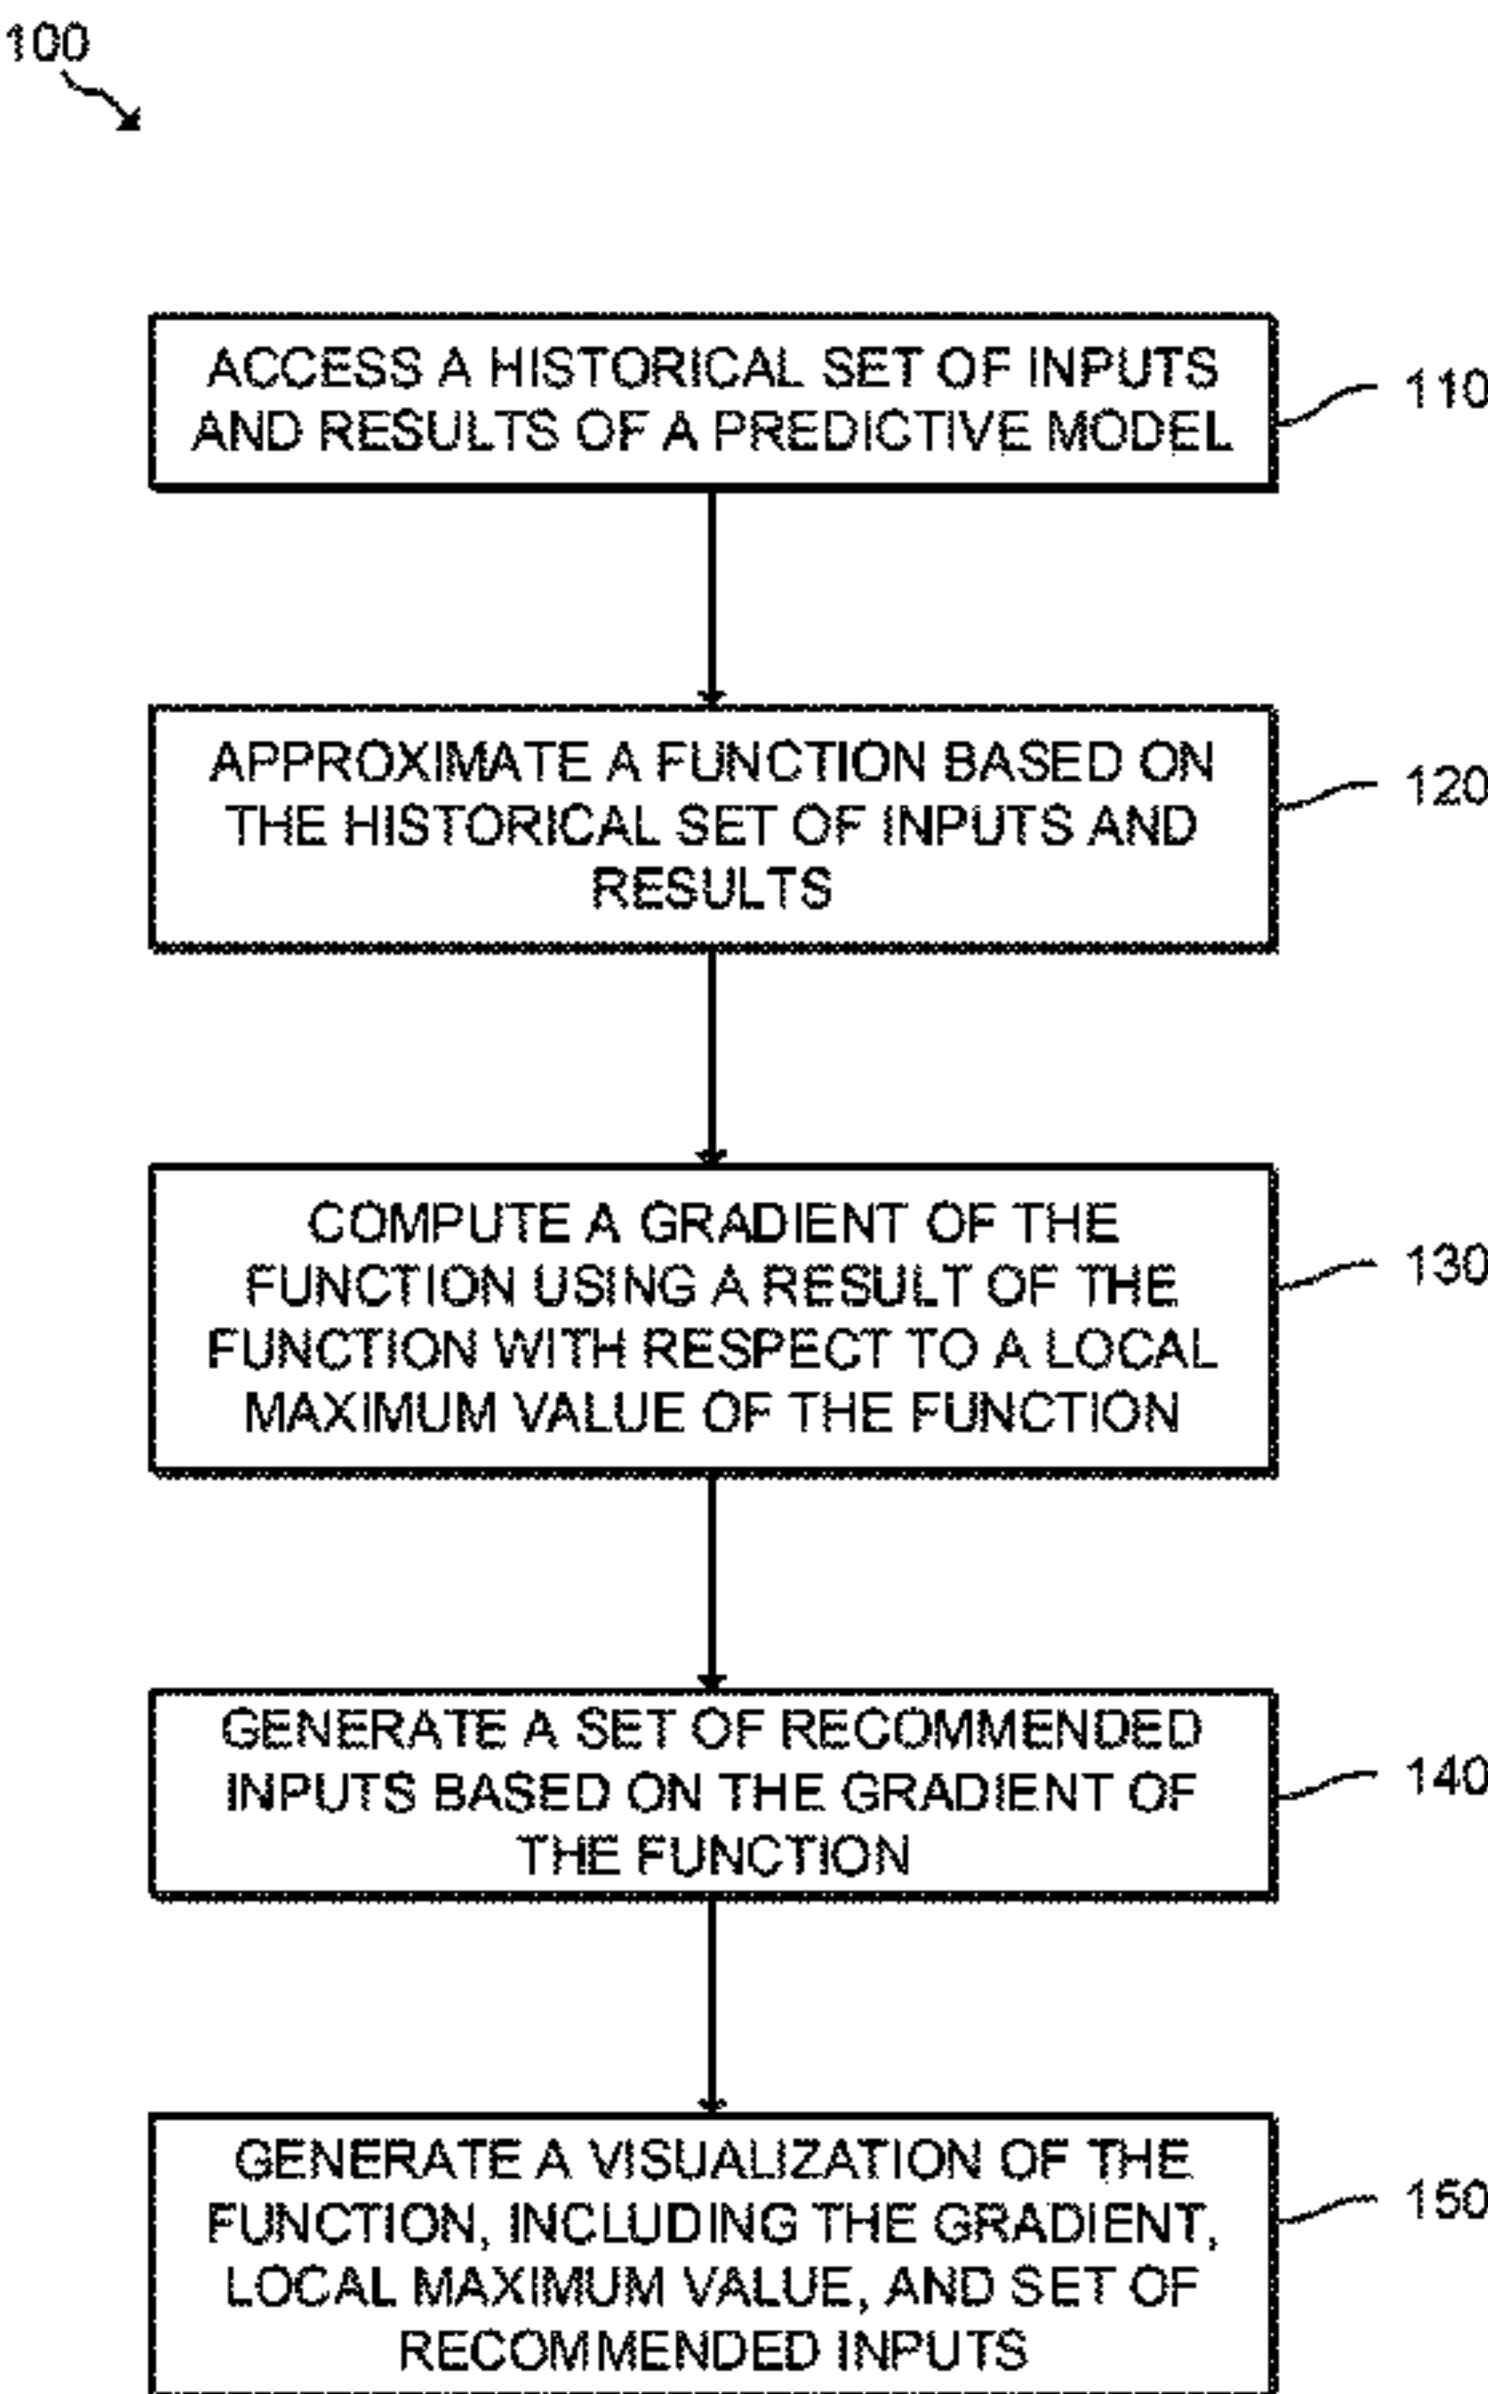 100
ACCESS A HISTORICAL SET OF INPUTS
AND RESULTS OF A PREDICTIVE MODEL
110
APPROXIMATE A FUNCTION BASED ON
THE HISTORICAL SET OF INPUTS AND
RESULTS
120
COMPUTE A GRADIENT OF THE
FUNCTION USING A RESULT OF THE
FUNCTION WITH RESPECT TO A LOCAL
MAXIMUM VALUE OF THE FUNCTION
130
GENERATE A SET OF RECOMMENDED
INPUTS BASED ON THE GRADIENT OF
THE FUNCTION
140
GENERATE A VISUALIZATION OF THE
FUNCTION, INCLUDING THE GRADIENT,
LOCAL MAXIMUM VALUE, AND SET OF
RECOMMENDED INPUTS
150